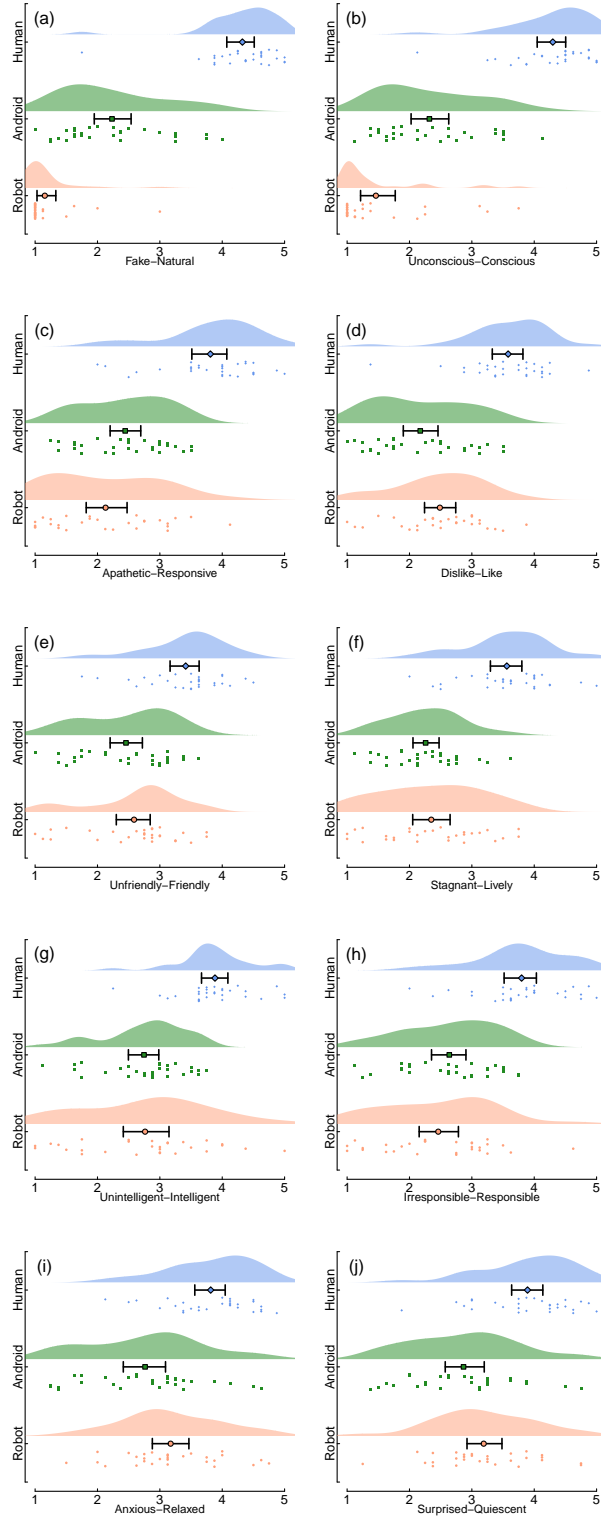 (a) (b)
Human Human
Android Android
Robot Robot
1 2 3 4 5 1 2 3 4 5
Fake−Natural Unconscious−Conscious
(c) (d)
Human Human
Android Android
Robot Robot
1 2 3 4 5 1 2 3 4 5
Apathetic−Responsive Dislike−Like
(e) (f)
Human Human
Android Android
Robot Robot
1 2 3 4 5 1 2 3 4 5
Unfriendly−Friendly Stagnant−Lively
(g) (h)
Human Human
Android Android
Robot Robot
1 2 3 4 5 1 2 3 4 5
Unintelligent−Intelligent Irresponsible−Responsible
(i) (j)
Human Human
Android Android
Robot Robot
1 2 3 4 5 1 2 3 4 5
Anxious−Relaxed Surprised−Quiescent